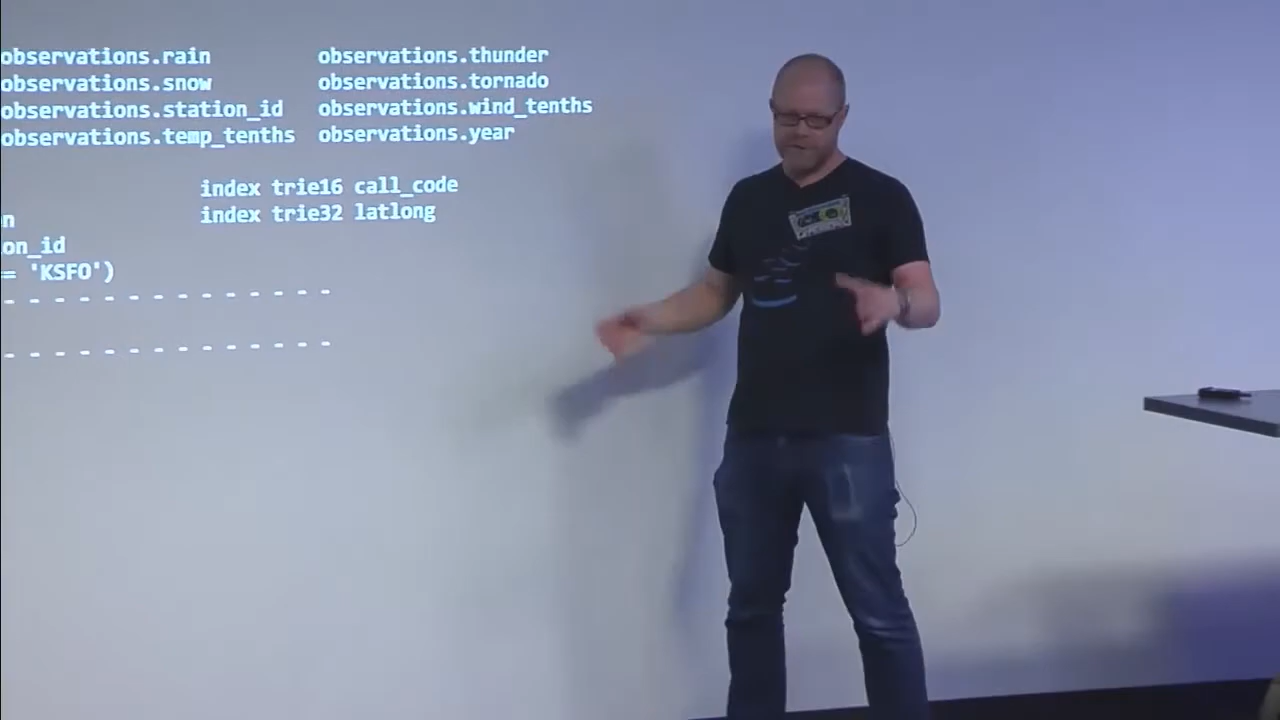 observations.rain observations.thunder
observations.snow observations.tornado
observations.station_id observations.wind_tenths
observations.temp_tenths observations.year
index trie16 call_code
n index trie32 latlong
on_id
== 'KSFO')
- - - - - - - - - - - - - -
- - - - - - - - - - - - - -